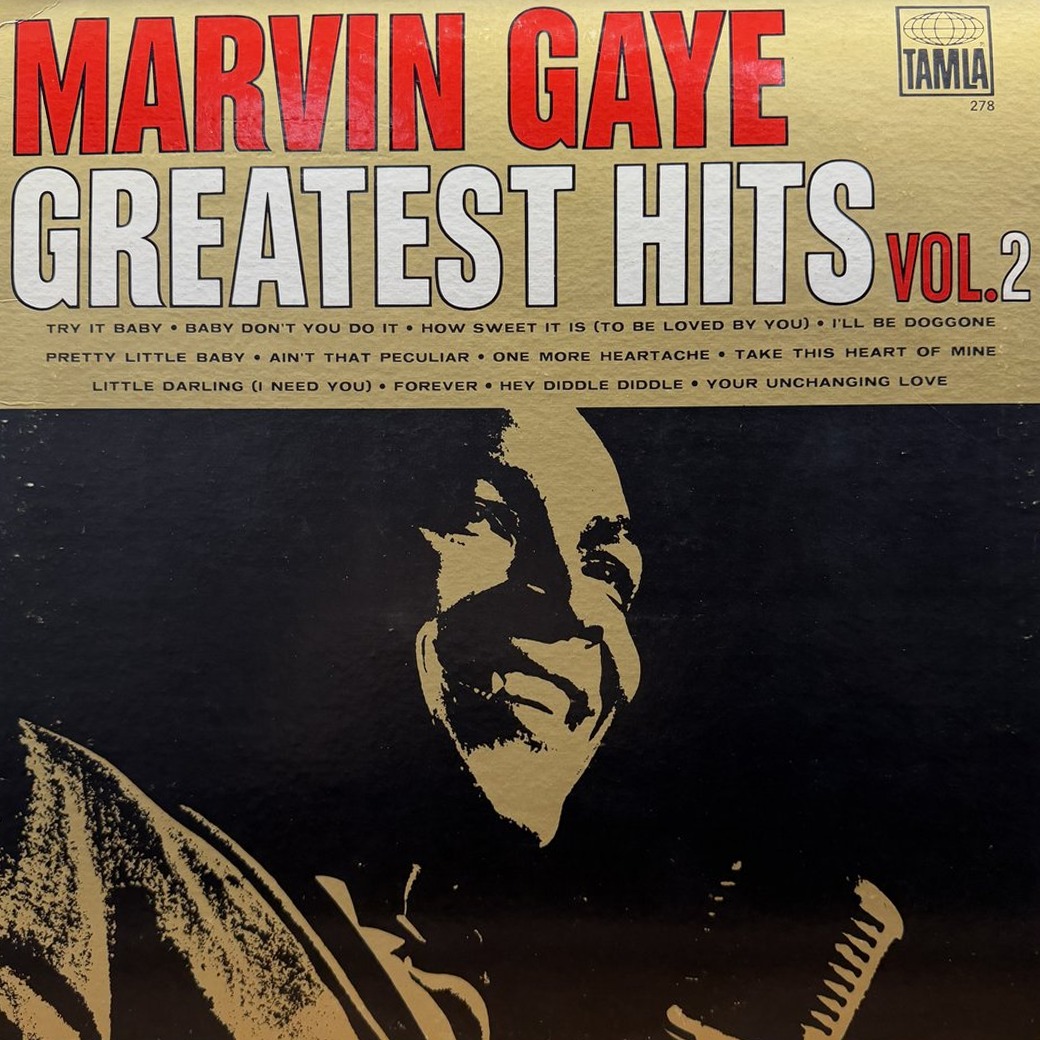 MARVIN GAYE
TAMLA
278
GREATEST HITS VOL.2
TRY IT BABY • BABY DON'T YOU DO IT • HOW SWEET IT IS (TO BE LOVED BY YOU) • I'LL BE DOGGONE
PRETTY LITTLE BABY • AIN'T THAT PECULIAR • ONE MORE HEARTACHE • TAKE THIS HEART OF MINE
LITTLE DARLING (I NEED YOU) • FOREVER • HEY DIDDLE DIDDLE • YOUR UNCHANGING LOVE